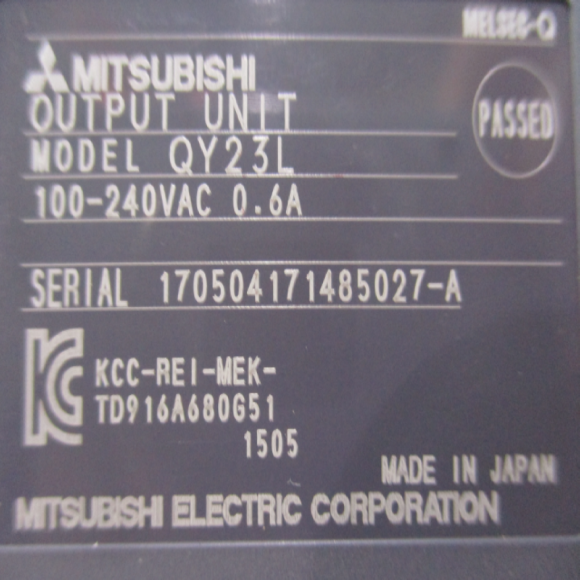 MELSEC-Q
MITSUBISHI
OUTPUT UNIT
PASSED
MODEL QY23L
100-240VAC 0.6A
SERIAL 170504171485027-A
KCC-REI-MEK-
TD916A680G51
1505
MADE IN JAPAN
MITSUBISHI ELECTRIC CORPORATION